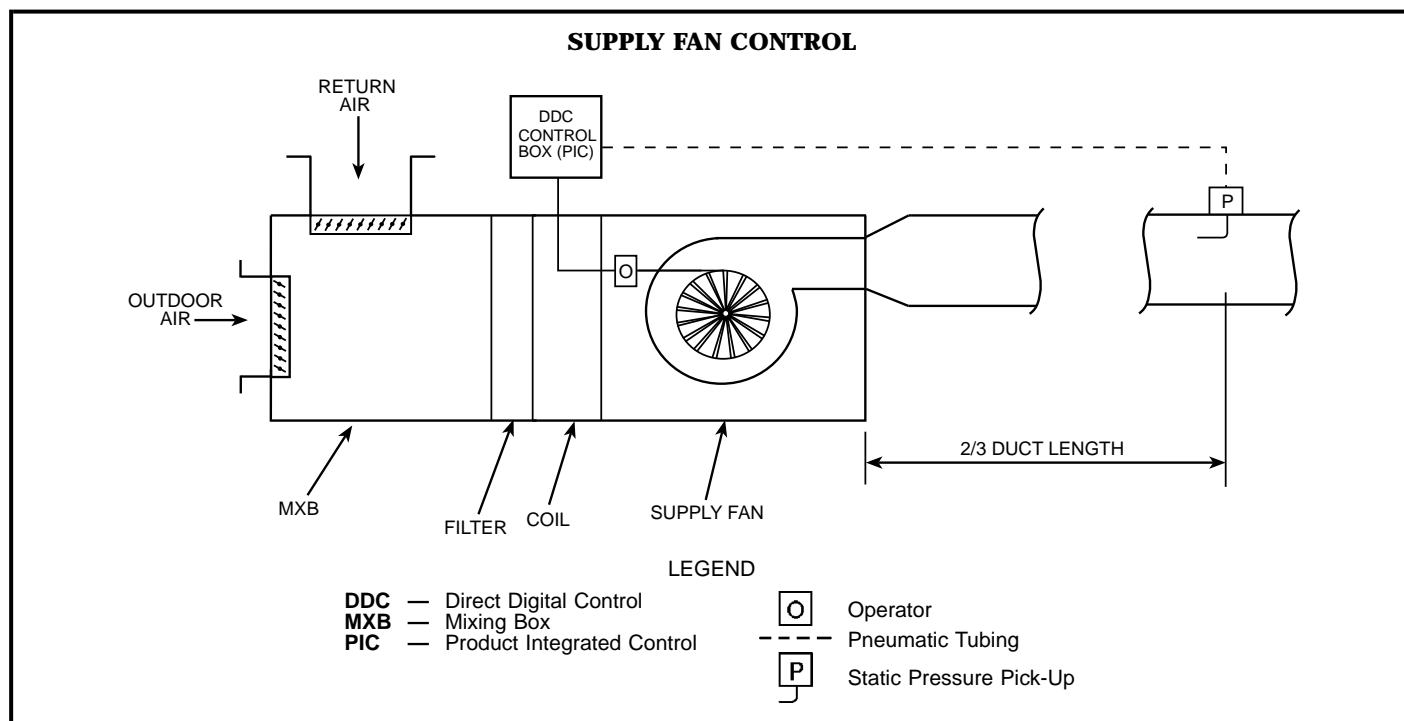 SUPPLY FAN CONTROL
RETURN
AIR
DDC
CONTROL
BOX (PIC)
P
O
OUTDOOR
AIR
2/3 DUCT LENGTH
MXB
FILTER
COIL
SUPPLY FAN
LEGEND
DDC — Direct Digital Control
MXB — Mixing Box
PIC — Product Integrated Control
O Operator
Pneumatic Tubing
P Static Pressure Pick-Up